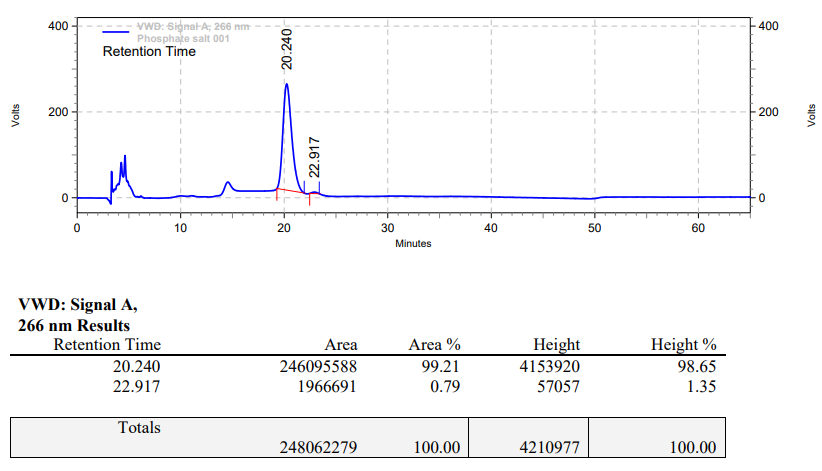 400
VWD: Signal A, 266 nm
Phosphate salt 001
Retention Time
20.240
22.917
400
200
200
0
0
Volts
Volts
0 10 20 30 40 50 60
Minutes
VWD: Signal A,
266 nm Results
Retention Time Area Area % Height Height %
20.240 246095588 99.21 4153920 98.65
22.917 1966691 0.79 57057 1.35
Totals
248062279 100.00 4210977 100.00